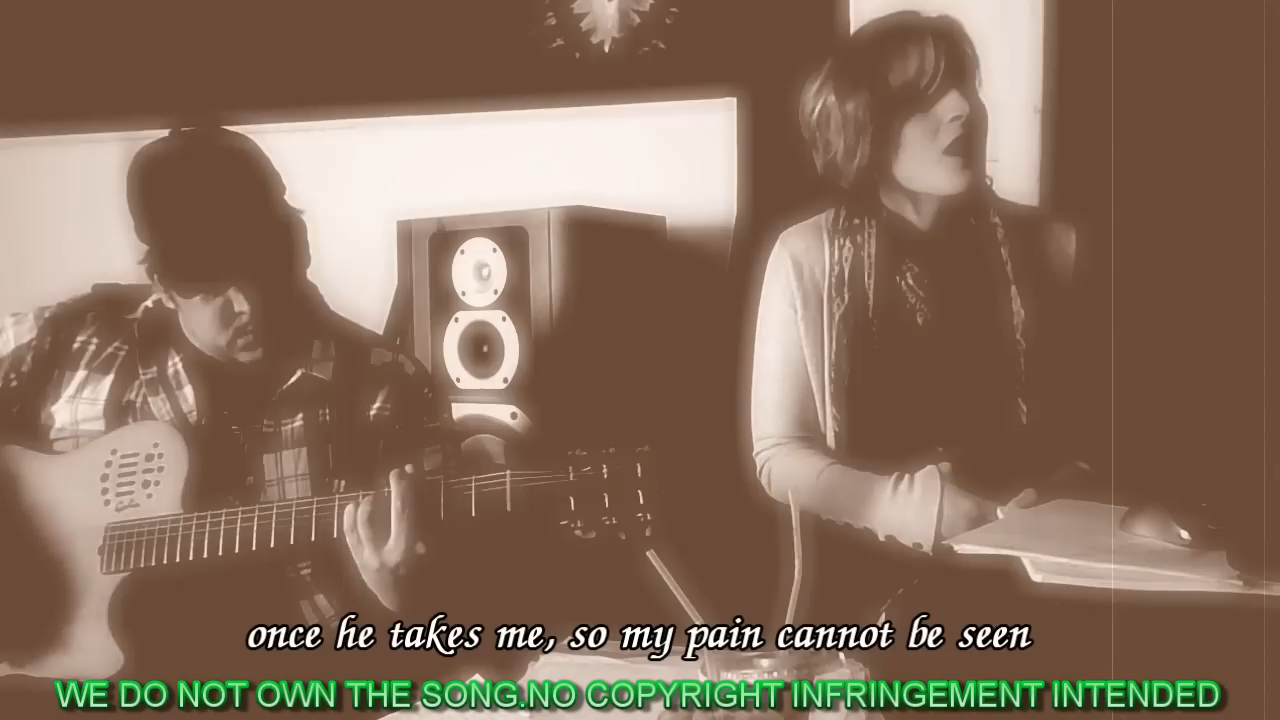 once he takes me, so my pain cannot be seen
WE DO NOT OWN THE SONG.NO COPYRIGHT INFRINGEMENT INTENDED